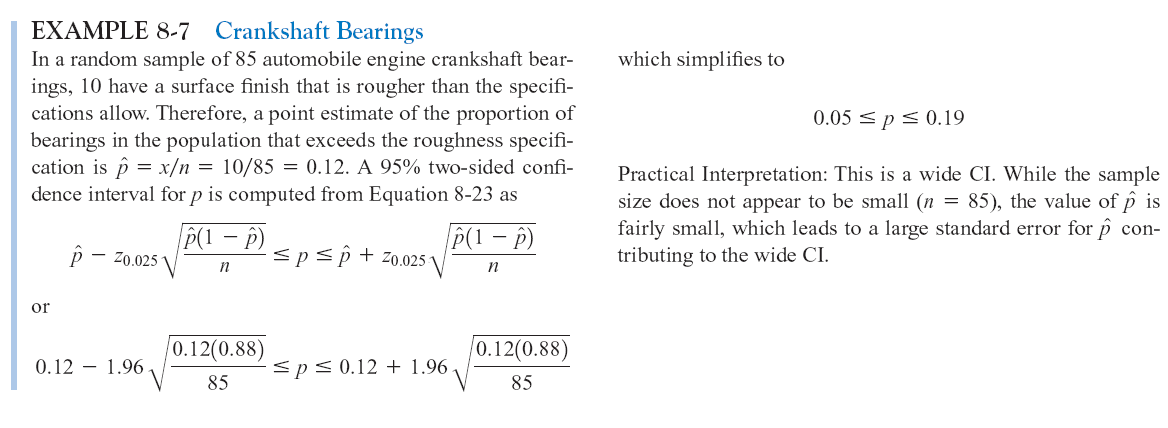 EXAMPLE 8-7 Crankshaft Bearings
In a random sample of 85 automobile engine crankshaft bear-
ings, 10 have a surface finish that is rougher than the specifi-
cations allow. Therefore, a point estimate of the proportion of
bearings in the population that exceeds the roughness specifi-
cation is p̂ = x/n = 10/85 = 0.12. A 95% two-sided confi-
dence interval for p is computed from Equation 8-23 as
p̂ − z0.025 √(p̂(1 − p̂)/n) ≤ p ≤ p̂ + z0.025 √(p̂(1 − p̂)/n)
or
0.12 − 1.96 √(0.12(0.88)/85) ≤ p ≤ 0.12 + 1.96 √(0.12(0.88)/85)
which simplifies to
0.05 ≤ p ≤ 0.19
Practical Interpretation: This is a wide CI. While the sample
size does not appear to be small (n = 85), the value of p̂ is
fairly small, which leads to a large standard error for p̂ con-
tributing to the wide CI.